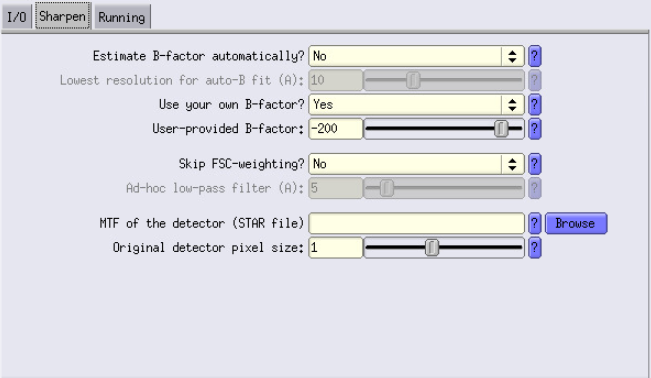 I/O Sharpen Running
Estimate B-factor automatically? No ?
Lowest resolution for auto-B fit (A): 10 ?
Use your own B-factor? Yes ?
User-provided B-factor: -200 ?
Skip FSC-weighting? No ?
Ad-hoc low-pass filter (A): 5 ?
MTF of the detector (STAR file) ? Browse
Original detector pixel size: 1 ?